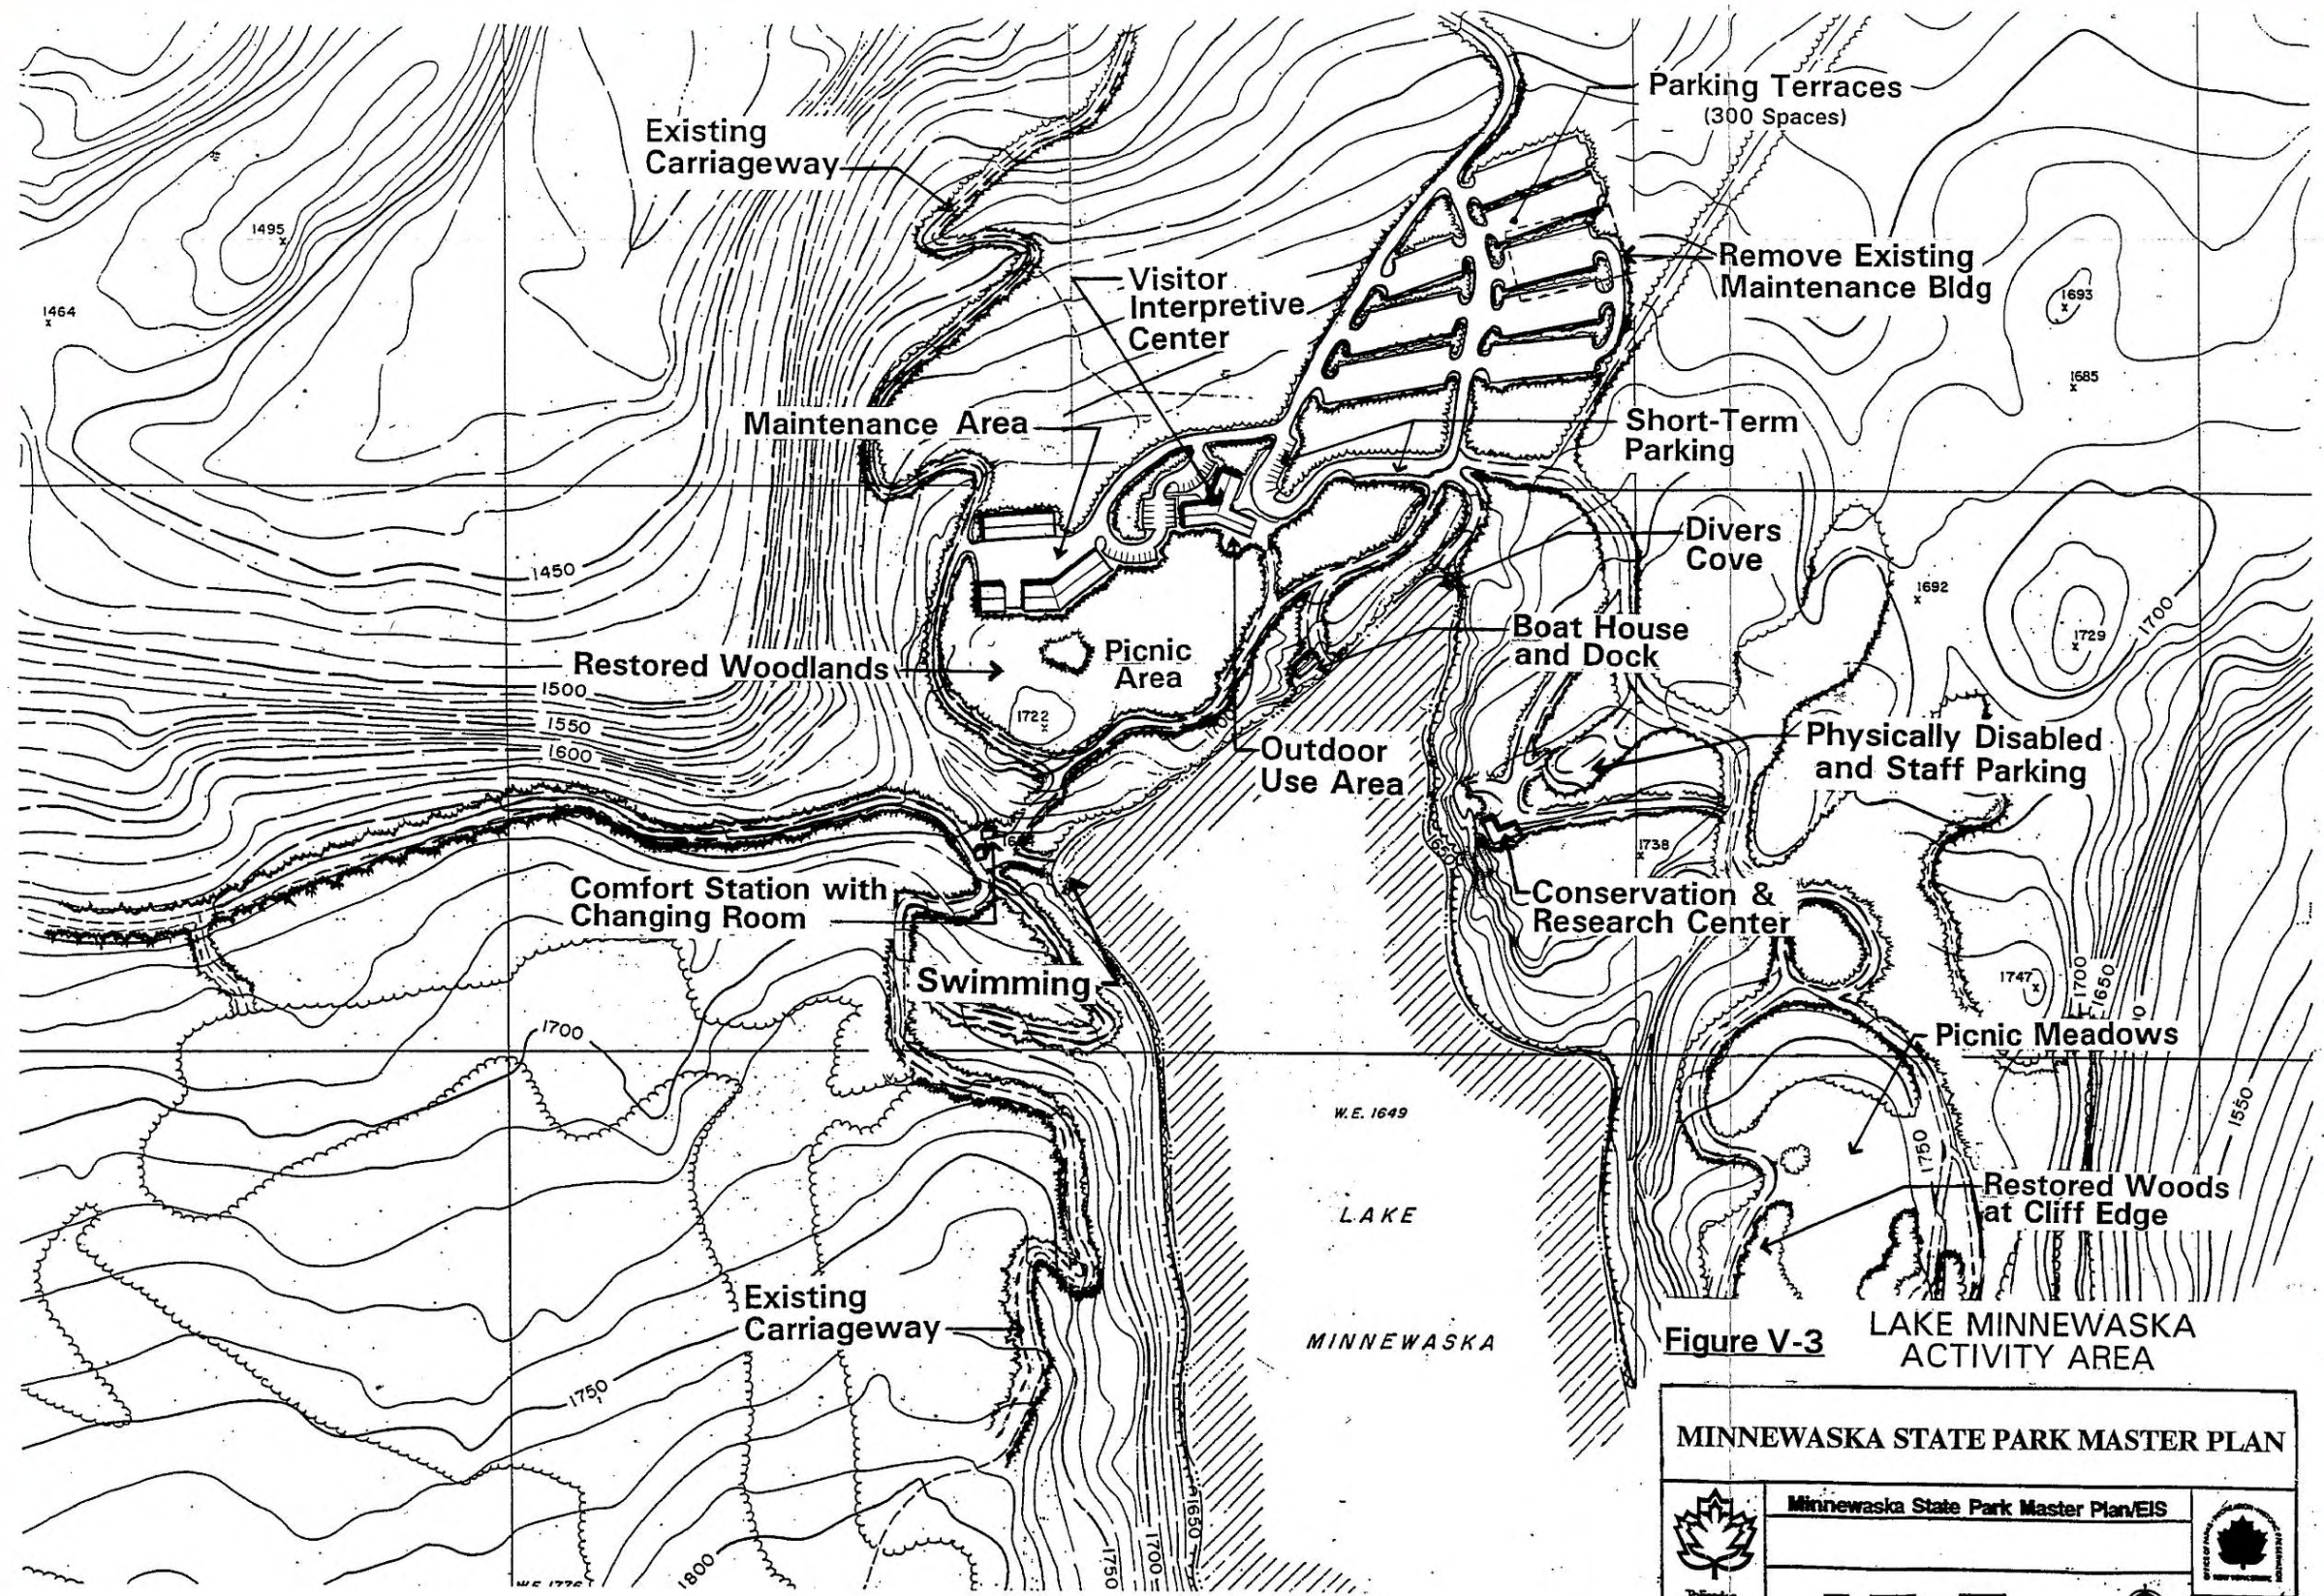 Parking Terraces
(300 Spaces)
Existing
Carriageway
1495
Remove Existing
Maintenance Bldg
Visitor
Interpretive
Center
1693
1464
1685
Maintenance Area
Short-Term
Parking
Divers
Cove
1450
1692
Boat House
and Dock
1729
1700
Picnic
Area
Restored Woodlands
1500
1722
1550
1600
Outdoor
Use Area
Physically Disabled
and Staff Parking
1738
1650
Comfort Station with
Changing Room
Conservation &
Research Center
Swimming
1747
1700
1650
1700
Picnic Meadows
1550
W.E. 1649
1750
LAKE
Restored Woods
at Cliff Edge
Existing
Carriageway
MINNEWASKA
Figure V-3
LAKE MINNEWASKA
ACTIVITY AREA
1750
MINNEWASKA STATE PARK MASTER PLAN
Minnewaska State Park Master Plan/EIS
1650
1800
1750
1700